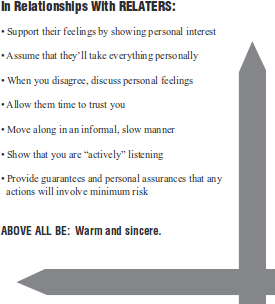 In Relationships With RELATERS:
• Support their feelings by showing personal interest
• Assume that they'll take everything personally
• When you disagree, discuss personal feelings
• Allow them time to trust you
• Move along in an informal, slow manner
• Show that you are “actively” listening
• Provide guarantees and personal assurances that any
actions will involve minimum risk
ABOVE ALL BE: Warm and sincere.